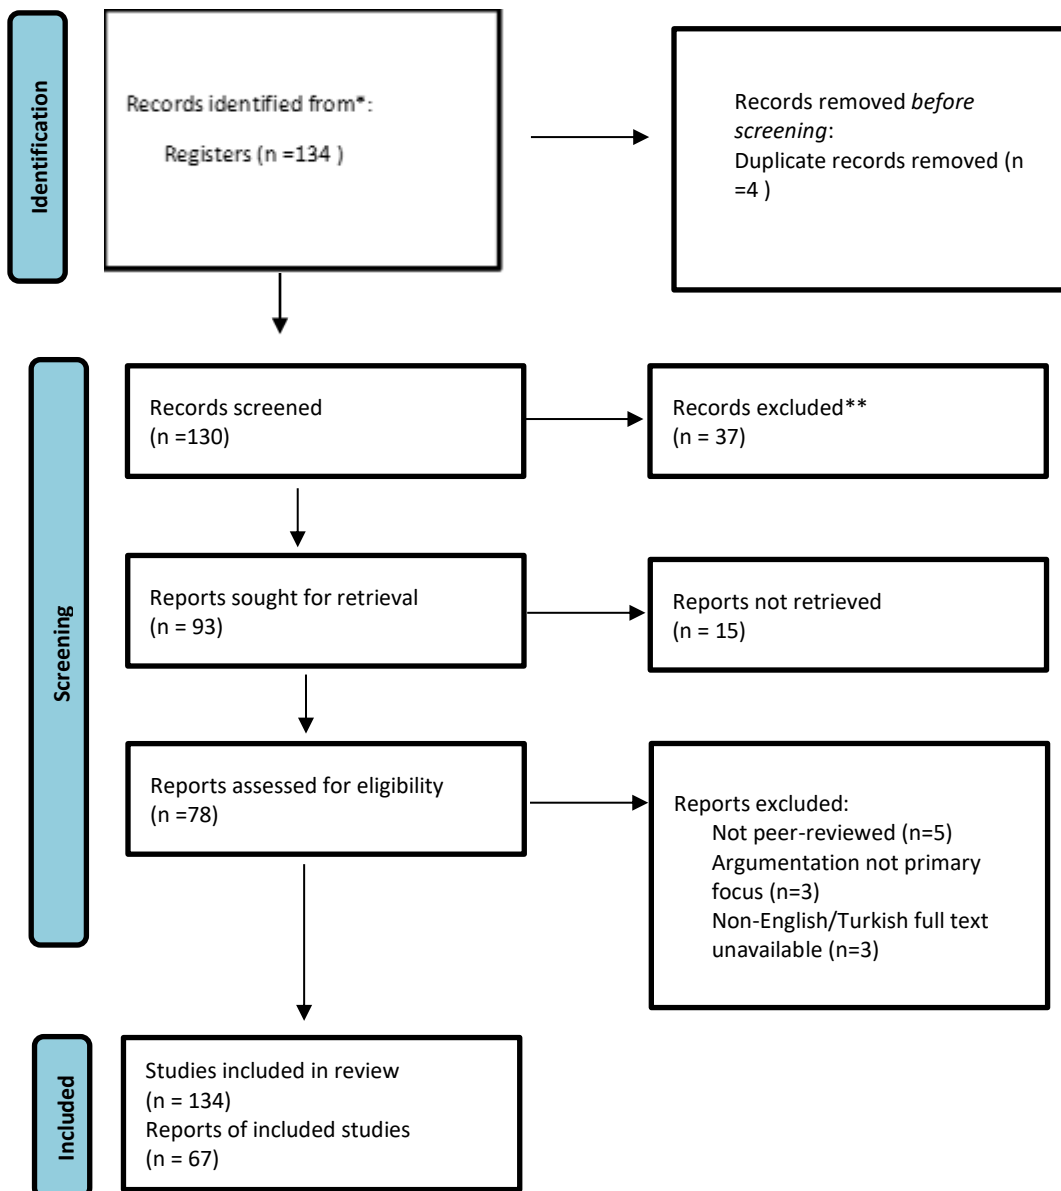 Identification
Records identified from*:
Registers (n =134 )
Records removed before
screening:
Duplicate records removed (n
=4 )
Screening
Records screened
(n =130)
Records excluded**
(n = 37)
Reports sought for retrieval
(n = 93)
Reports not retrieved
(n = 15)
Reports assessed for eligibility
(n =78)
Reports excluded:
Not peer-reviewed (n=5)
Argumentation not primary
focus (n=3)
Non-English/Turkish full text
unavailable (n=3)
Included
Studies included in review
(n = 134)
Reports of included studies
(n = 67)